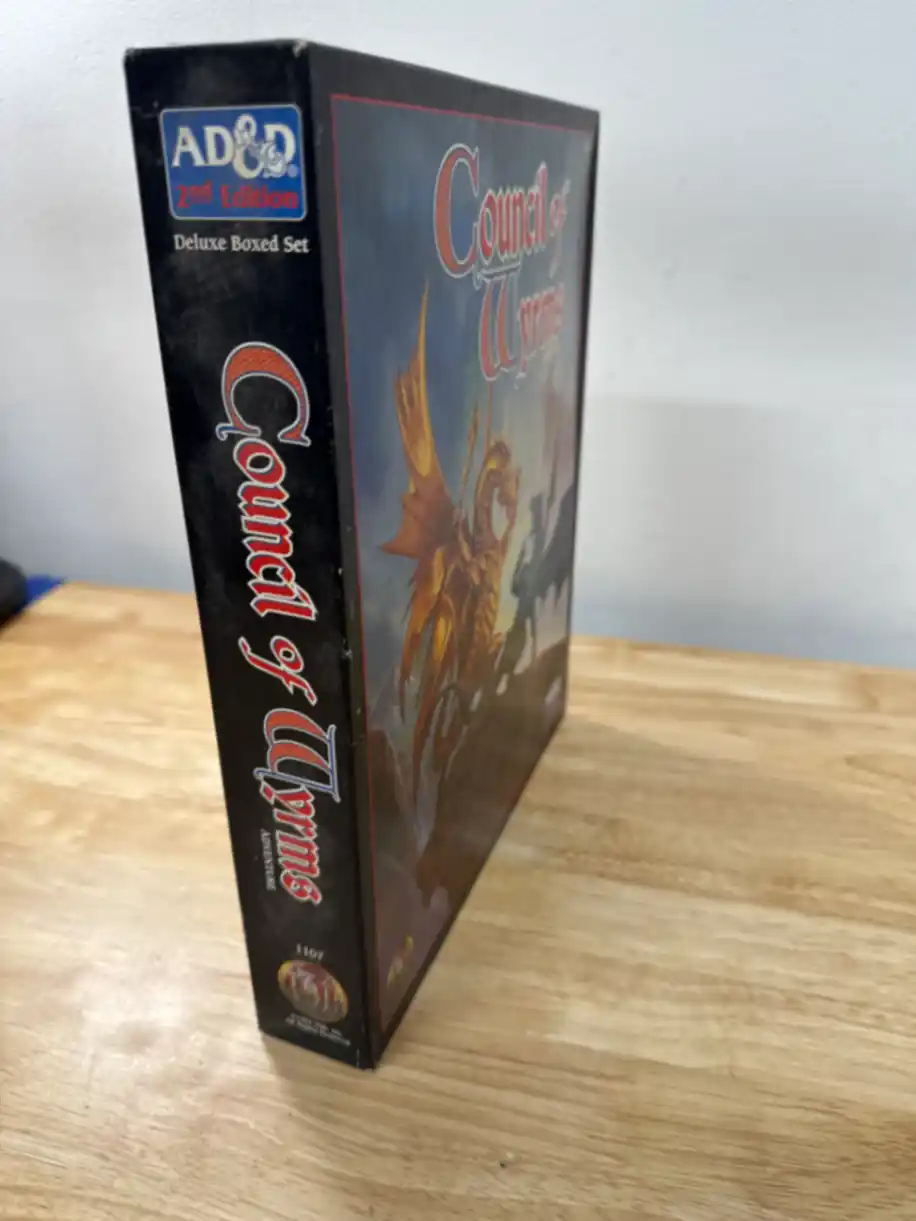 AD&D®
2nd Edition
Deluxe Boxed Set
Council of Wyrms
ADVENTURE
1107
Council of
Wyrms